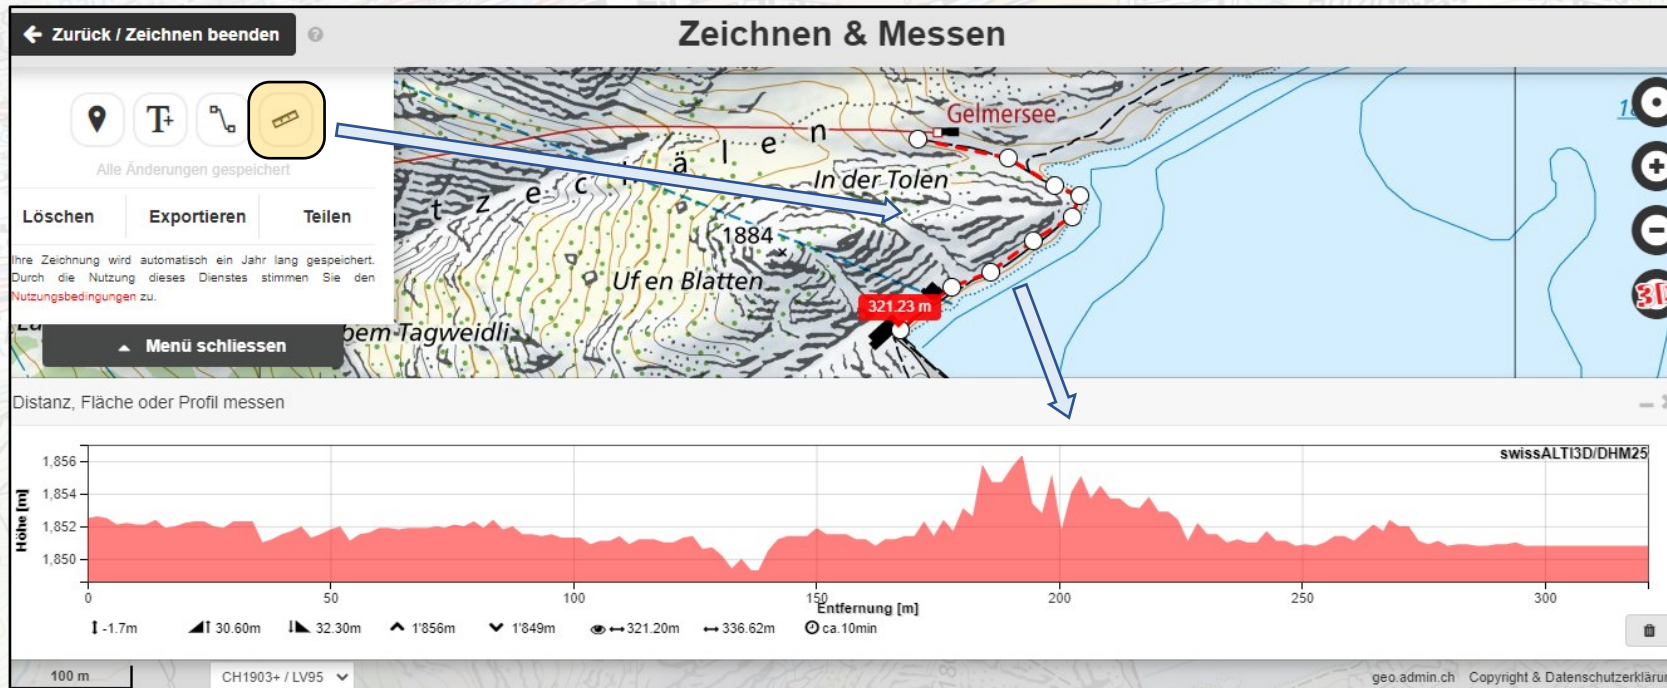 Zurück / Zeichnen beenden
Zeichnen & Messen
T+
Alle Änderungen gespeichert
Löschen Exportieren Teilen
Ihre Zeichnung wird automatisch ein Jahr lang gespeichert.
Durch die Nutzung dieses Dienstes stimmen Sie den
Nutzungsbedingungen zu.
Menü schliessen
Gelmersee
In der Tolen
1884
Uf en Blatten
321.23 m
bem Tagweidli
tzechtälen
Distanz, Fläche oder Profil messen
swissALTI3D/DHM25
Höhe [m]
1,856
1,854
1,852
1,850
0 50 100 150 200 250 300
Entfernung [m]
-1.7m 30.60m 32.30m 1'856m 1'849m 321.20m 336.62m ca.10min
100 m
CH1903+ / LV95
geo.admin.ch Copyright & Datenschutzerklärun